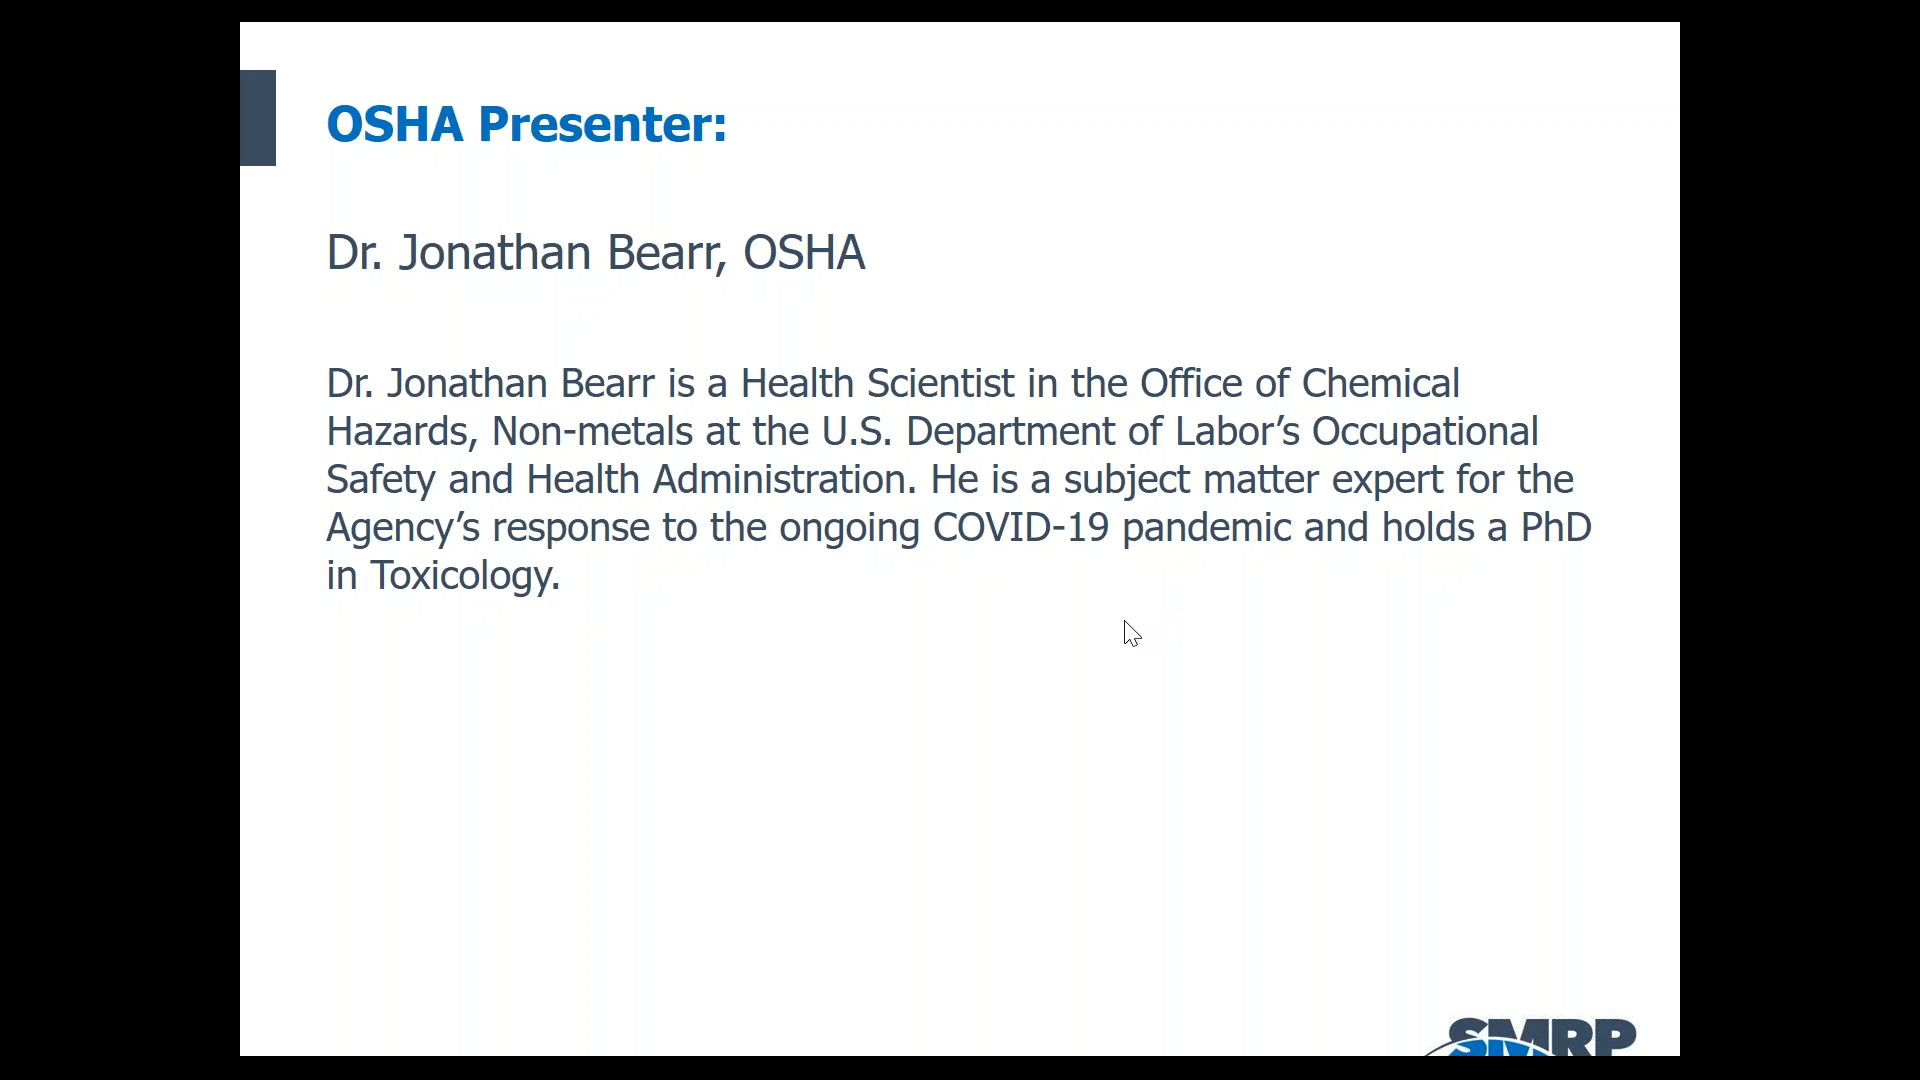 OSHA Presenter:
Dr. Jonathan Bearr, OSHA
Dr. Jonathan Bearr is a Health Scientist in the Office of Chemical
Hazards, Non-metals at the U.S. Department of Labor’s Occupational
Safety and Health Administration. He is a subject matter expert for the
Agency’s response to the ongoing COVID-19 pandemic and holds a PhD
in Toxicology.
SMRP